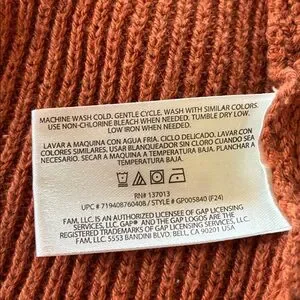 MACHINE WASH COLD. GENTLE CYCLE. WASH WITH SIMILAR COLORS.
USE NON-CHLORINE BLEACH WHEN NEEDED. TUMBLE DRY LOW.
LOW IRON WHEN NEEDED.
LAVAR A MAQUINA CON AGUA FRIA. CICLO DELICADO. LAVAR CON
COLORES SIMILARES. USAR BLANQUEADOR SIN CLORO CUANDO SEA
NECESARIO. SECAR A MAQUINA A TEMPERATURA BAJA. PLANCHAR A
TEMPERATURA BAJA.
RN# 137013
UPC # 719408760408 / STYLE # GP005840 (F24)
FAM, LLC. IS AN AUTHORIZED LICENSEE OF GAP LICENSING
SERVICES, LLC GAP® AND THE GAP LOGOS ARE THE
REGISTERED TRADEMARKS OF GAP LICENSING SERVICES, LLC.
FAM, LLC 5553 BANDINI BLVD. BELL, CA 90201 USA